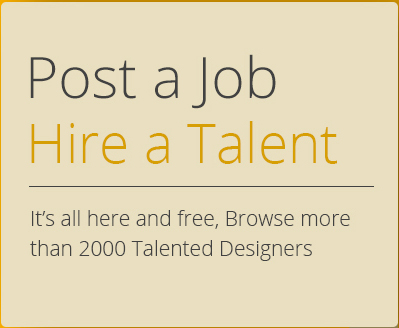 Post a Job
Hire a Talent
It's all here and free, Browse more
than 2000 Talented Designers